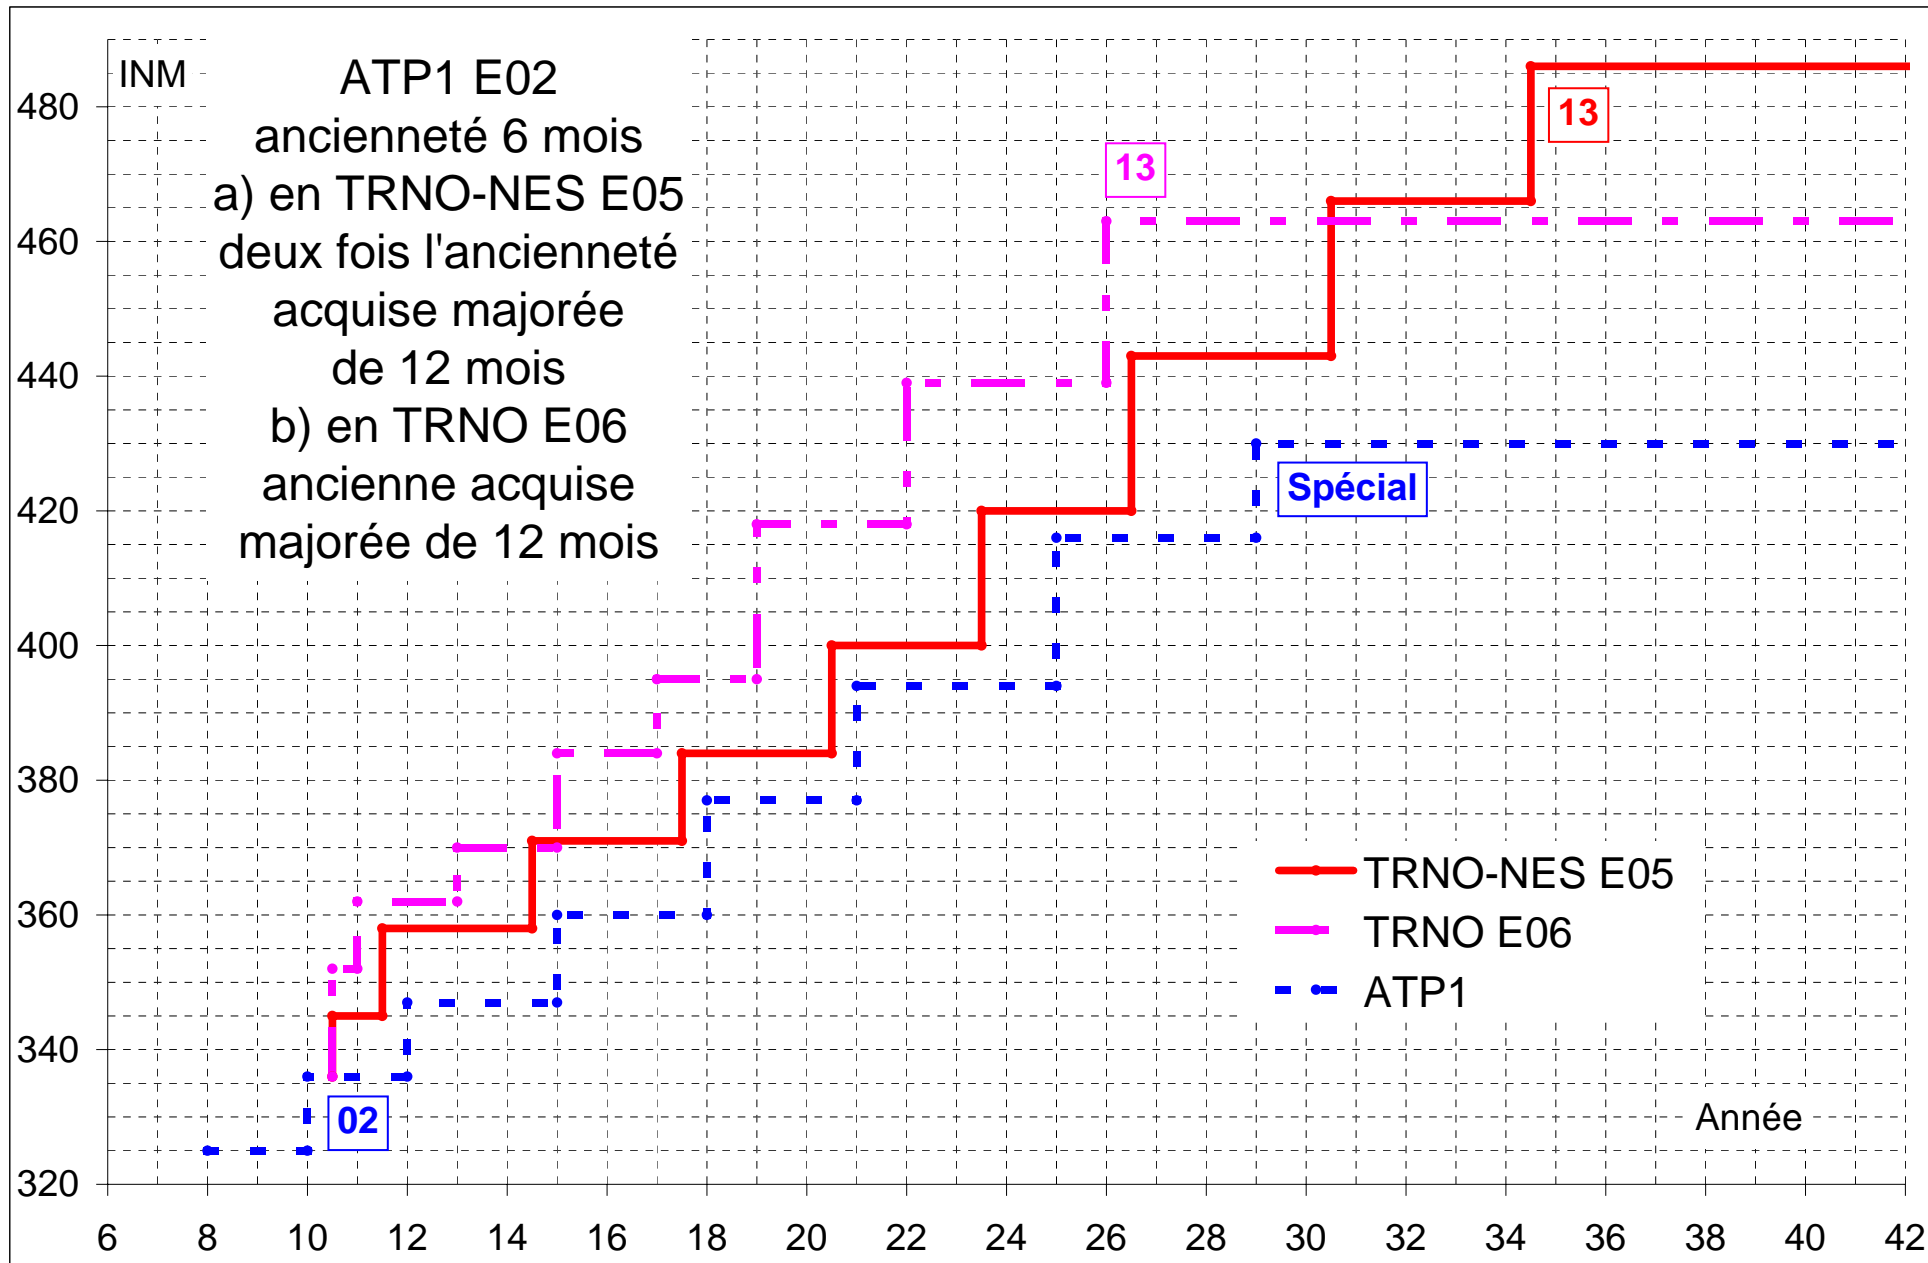 INM
ATP1 E02
ancienneté 6 mois
a) en TRNO-NES E05
deux fois l'ancienneté
acquise majorée
de 12 mois
b) en TRNO E06
ancienne acquise
majorée de 12 mois
480
460
440
420
400
380
360
340
320
13
13
Spécial
02
TRNO-NES E05
TRNO E06
ATP1
Année
6 8 10 12 14 16 18 20 22 24 26 28 30 32 34 36 38 40 42